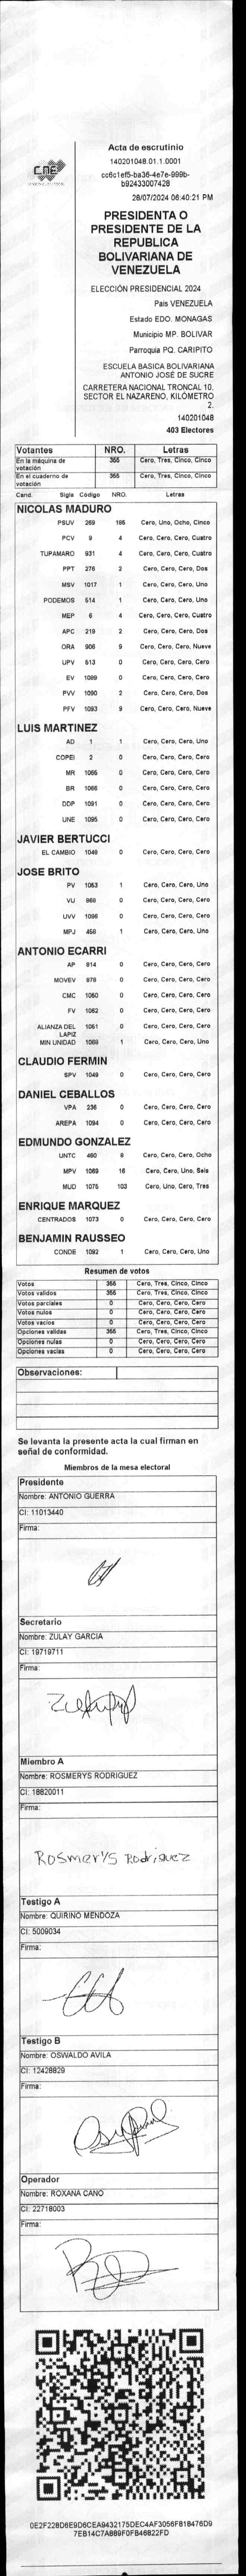 CNE
Acta de escrutinio
140201048.01.1.0001
cc6c1ef5-ba36-4e7e-999b-
b92433007428
28/07/2024 06:40:21 PM
PRESIDENTA O
PRESIDENTE DE LA
REPUBLICA
BOLIVARIANA DE
VENEZUELA
ELECCIÓN PRESIDENCIAL 2024
Pais VENEZUELA
Estado EDO. MONAGAS
Municipio MP. BOLIVAR
Parroquia PQ. CARIPITO
ESCUELA BASICA BOLIVARIANA
ANTONIO JOSÉ DE SUCRE
CARRETERA NACIONAL TRONCAL 10.
SECTOR EL NAZARENO, KILÓMETRO
2.
140201048
403 Electores
Votantes NRO. Letras
En la máquina de votación 355 Cero, Tres, Cinco, Cinco
En el cuaderno de votación 355 Cero, Tres, Cinco, Cinco
Cand. Sigla Código NRO. Letras
NICOLAS MADURO
PSUV 269 185 Cero, Uno, Ocho, Cinco
PCV 9 4 Cero, Cero, Cero, Cuatro
TUPAMARO 931 4 Cero, Cero, Cero, Cuatro
PPT 276 2 Cero, Cero, Cero, Dos
MSV 1017 1 Cero, Cero, Cero, Uno
PODEMOS 514 1 Cero, Cero, Cero, Uno
MEP 6 4 Cero, Cero, Cero, Cuatro
APC 219 2 Cero, Cero, Cero, Dos
ORA 906 9 Cero, Cero, Cero, Nueve
UPV 513 0 Cero, Cero, Cero, Cero
EV 1089 0 Cero, Cero, Cero, Cero
PVV 1090 2 Cero, Cero, Cero, Dos
PFV 1093 9 Cero, Cero, Cero, Nueve
LUIS MARTINEZ
AD 1 1 Cero, Cero, Cero, Uno
COPEI 2 0 Cero, Cero, Cero, Cero
MR 1065 0 Cero, Cero, Cero, Cero
BR 1066 0 Cero, Cero, Cero, Cero
DDP 1091 0 Cero, Cero, Cero, Cero
UNE 1095 0 Cero, Cero, Cero, Cero
JAVIER BERTUCCI
EL CAMBIO 1048 0 Cero, Cero, Cero, Cero
JOSE BRITO
PV 1053 1 Cero, Cero, Cero, Uno
VU 868 0 Cero, Cero, Cero, Cero
UVV 1096 0 Cero, Cero, Cero, Cero
MPJ 458 1 Cero, Cero, Cero, Uno
ANTONIO ECARRI
AP 914 0 Cero, Cero, Cero, Cero
MOVEV 978 0 Cero, Cero, Cero, Cero
CMC 1050 0 Cero, Cero, Cero, Cero
FV 1062 0 Cero, Cero, Cero, Cero
ALIANZA DEL LAPIZ 1051 0 Cero, Cero, Cero, Cero
MIN UNIDAD 1068 1 Cero, Cero, Cero, Uno
CLAUDIO FERMIN
SPV 1049 0 Cero, Cero, Cero, Cero
DANIEL CEBALLOS
VPA 236 0 Cero, Cero, Cero, Cero
AREPA 1094 0 Cero, Cero, Cero, Cero
EDMUNDO GONZALEZ
UNTC 460 8 Cero, Cero, Cero, Ocho
MPV 1069 16 Cero, Cero, Uno, Seis
MUD 1075 103 Cero, Uno, Cero, Tres
ENRIQUE MARQUEZ
CENTRADOS 1073 0 Cero, Cero, Cero, Cero
BENJAMIN RAUSSEO
CONDE 1092 1 Cero, Cero, Cero, Uno
Resumen de votos
Votos 355 Cero, Tres, Cinco, Cinco
Votos validos 355 Cero, Tres, Cinco, Cinco
Votos parciales 0 Cero, Cero, Cero, Cero
Votos nulos 0 Cero, Cero, Cero, Cero
Votos vacios 0 Cero, Cero, Cero, Cero
Opciones validas 355 Cero, Tres, Cinco, Cinco
Opciones nulas 0 Cero, Cero, Cero, Cero
Opciones vacias 0 Cero, Cero, Cero, Cero
Observaciones:
Se levanta la presente acta la cual firman en
señal de conformidad.
Miembros de la mesa electoral
Presidente
Nombre: ANTONIO GUERRA
CI: 11013440
Firma:
Secretario
Nombre: ZULAY GARCIA
CI: 19719711
Firma:
Miembro A
Nombre: ROSMERYS RODRIGUEZ
CI: 18820011
Firma:
Rosmerys Rodriguez
Testigo A
Nombre: QUIRINO MENDOZA
CI: 5009034
Firma:
Testigo B
Nombre: OSWALDO AVILA
CI: 12428829
Firma:
Operador
Nombre: ROXANA CANO
CI: 22718003
Firma:
0E2F228D6E9D6CEA9432175DEC4AF3056FB18476D9
7EB14C7A889F0FB46822FD